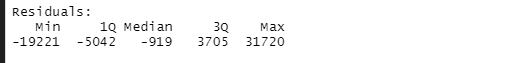 Residuals:
Min 1Q Median 3Q Max
-19221 -5042 -919 3705 31720